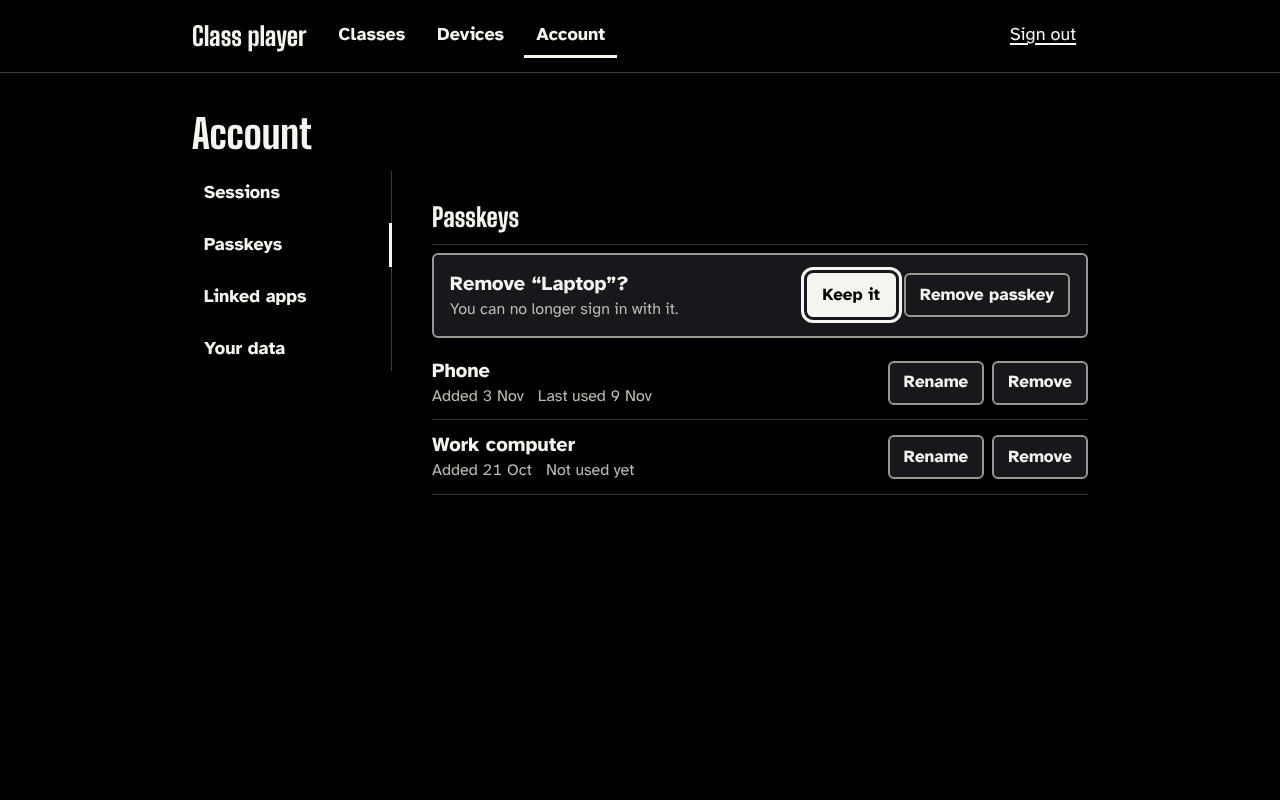 Class player Classes Devices Account Sign out
Account
Sessions
Passkeys
Linked apps
Your data
Passkeys
Remove “Laptop”?
You can no longer sign in with it.
Keep it Remove passkey
Phone
Added 3 Nov Last used 9 Nov
Rename Remove
Work computer
Added 21 Oct Not used yet
Rename Remove